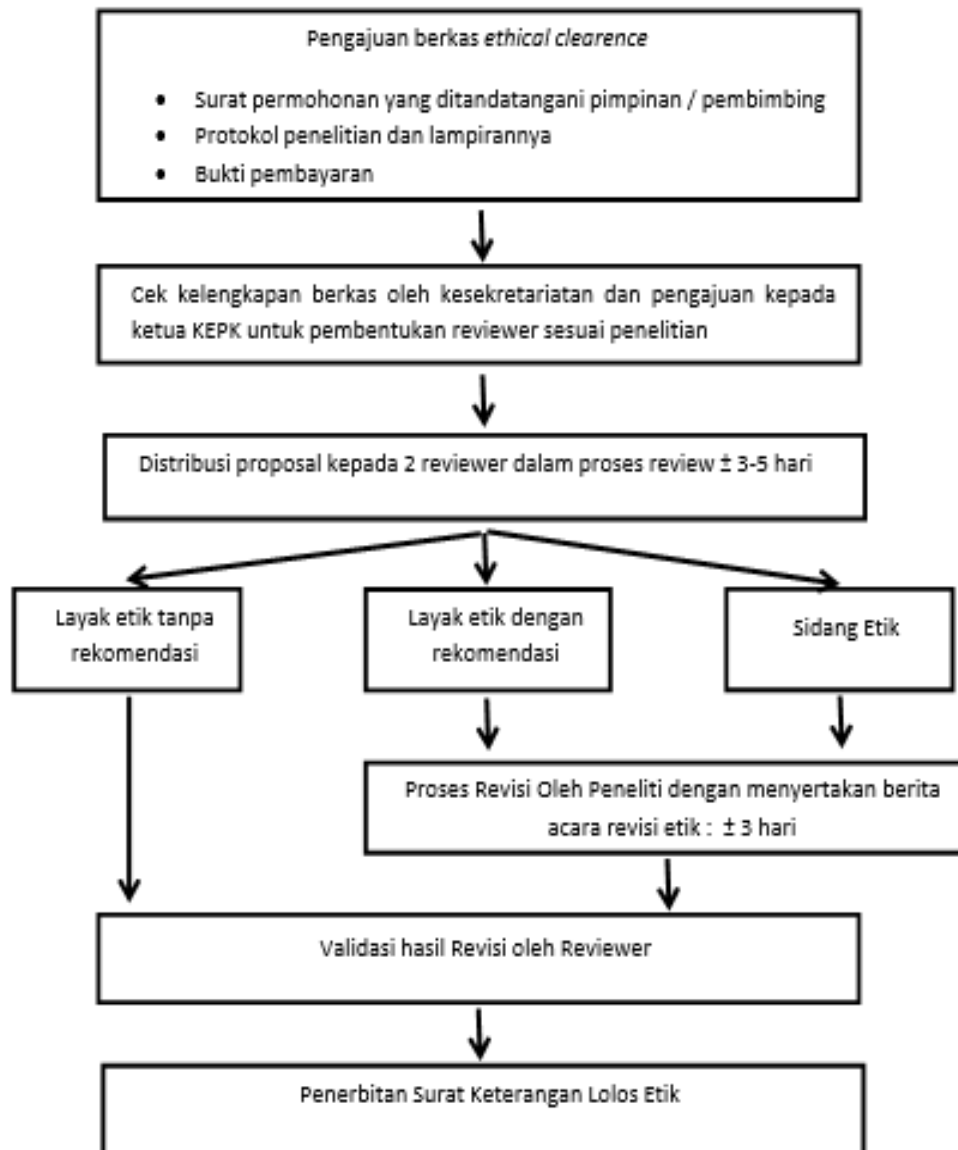 Pengajuan berkas ethical clearence
• Surat permohonan yang ditandatangani pimpinan / pembimbing
• Protokol penelitian dan lampirannya
• Bukti pembayaran
Cek kelengkapan berkas oleh kesekretariatan dan pengajuan kepada
ketua KEPK untuk pembentukan reviewer sesuai penelitian
Distribusi proposal kepada 2 reviewer dalam proses review ± 3-5 hari
Layak etik tanpa
rekomendasi
Layak etik dengan
rekomendasi
Sidang Etik
Proses Revisi Oleh Peneliti dengan menyertakan berita
acara revisi etik : ± 3 hari
Validasi hasil Revisi oleh Reviewer
Penerbitan Surat Keterangan Lolos Etik